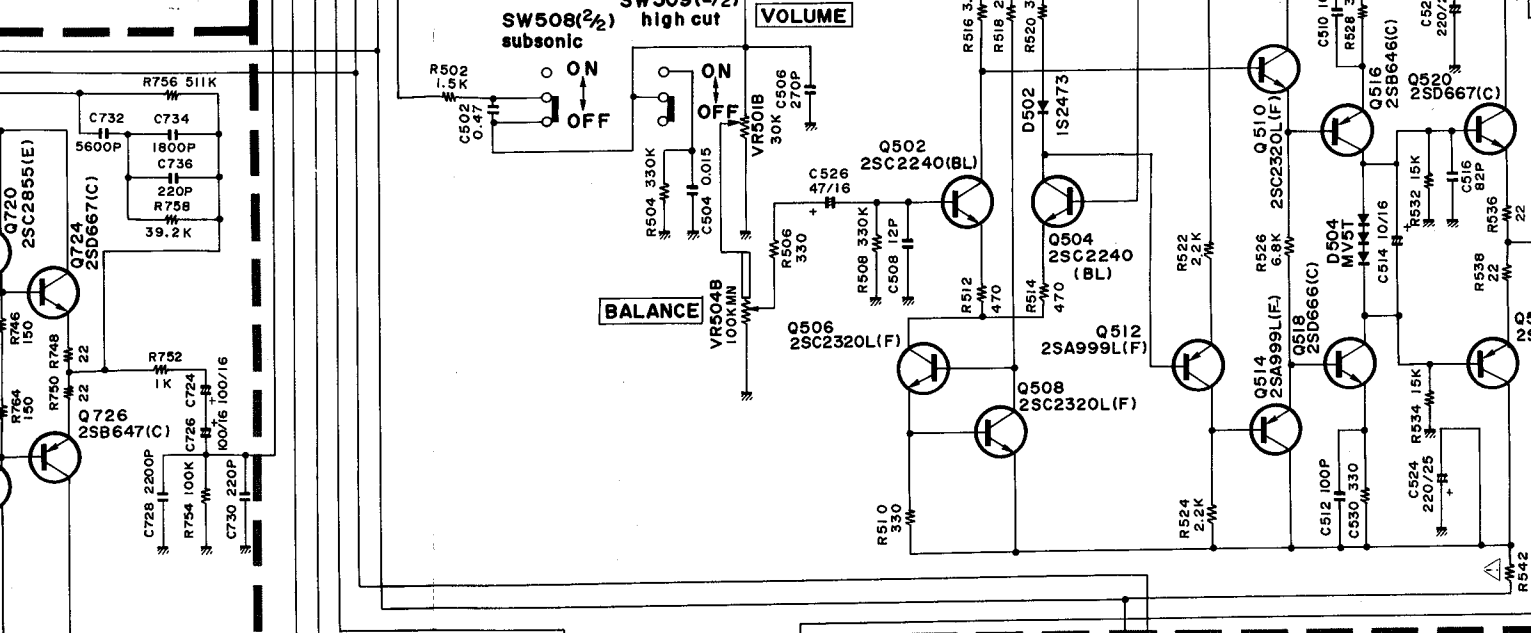 SW508(2/2)
subsonic
high cut
VOLUME
R516
R518
R520
C510
R528
Q516
2SB646(C)
Q520
2SD667(C)
R502
1.5K
C502
0.47
ON
OFF
ON
OFF
C506
270P
VR501B
30K
D502
1S2473
Q510
2SC2320L(F)
R756 511K
C732
5600P
C734
1800P
C736
220P
R758
39.2K
Q720
2SC2855(E)
Q724
2SD667(C)
Q502
2SC2240(BL)
C526
47/16
+
R504 330K
C504 0.015
R506
330
R508 330K
C508 12P
Q504
2SC2240
(BL)
R512
470
R514
470
R522
2.2K
R526
6.8K
D504
MV5T
C514 10/16
+
R532 15K
C516
82P
R536
22
R538
22
BALANCE
VR504B
100KMN
Q506
2SC2320L(F)
Q512
2SA999L(F)
Q514
2SA999L(F)
Q518
2SD666(C)
Q508
2SC2320L(F)
R746
150
R748
22
R750
22
R764
150
R752
1K
C724
100/16
+
C726
100/16
+
Q726
2SB647(C)
C728 2200P
R754 100K
C730 220P
R510
330
R524
2.2K
C512 100P
C530 330
R534 15K
C524
220/25
+
R542